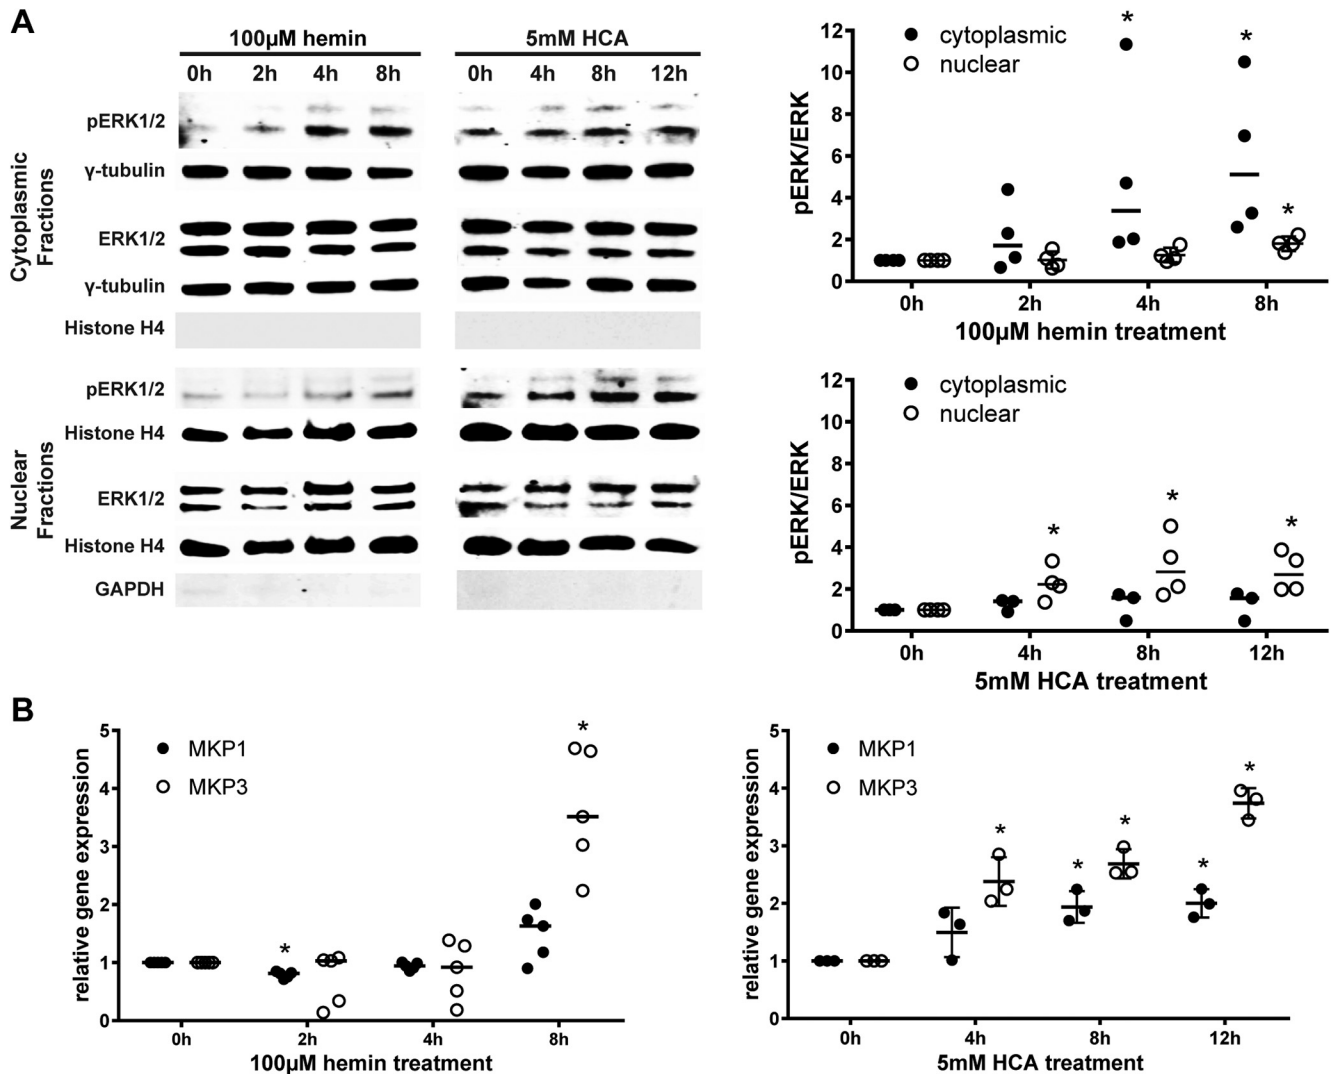 A
100µM hemin
5mM HCA
0h 2h 4h 8h
0h 4h 8h 12h
Cytoplasmic
Fractions
pERK1/2
γ-tubulin
ERK1/2
γ-tubulin
Histone H4
Nuclear
Fractions
pERK1/2
Histone H4
ERK1/2
Histone H4
GAPDH
cytoplasmic
nuclear
pERK/ERK
12
10
8
6
4
2
0
* * *
0h 2h 4h 8h
100µM hemin treatment
cytoplasmic
nuclear
pERK/ERK
12
10
8
6
4
2
0
* * *
0h 4h 8h 12h
5mM HCA treatment
B
MKP1
MKP3
relative gene expression
5
4
3
2
1
0
* *
0h 2h 4h 8h
100µM hemin treatment
MKP1
MKP3
relative gene expression
5
4
3
2
1
0
* * * * *
0h 4h 8h 12h
5mM HCA treatment